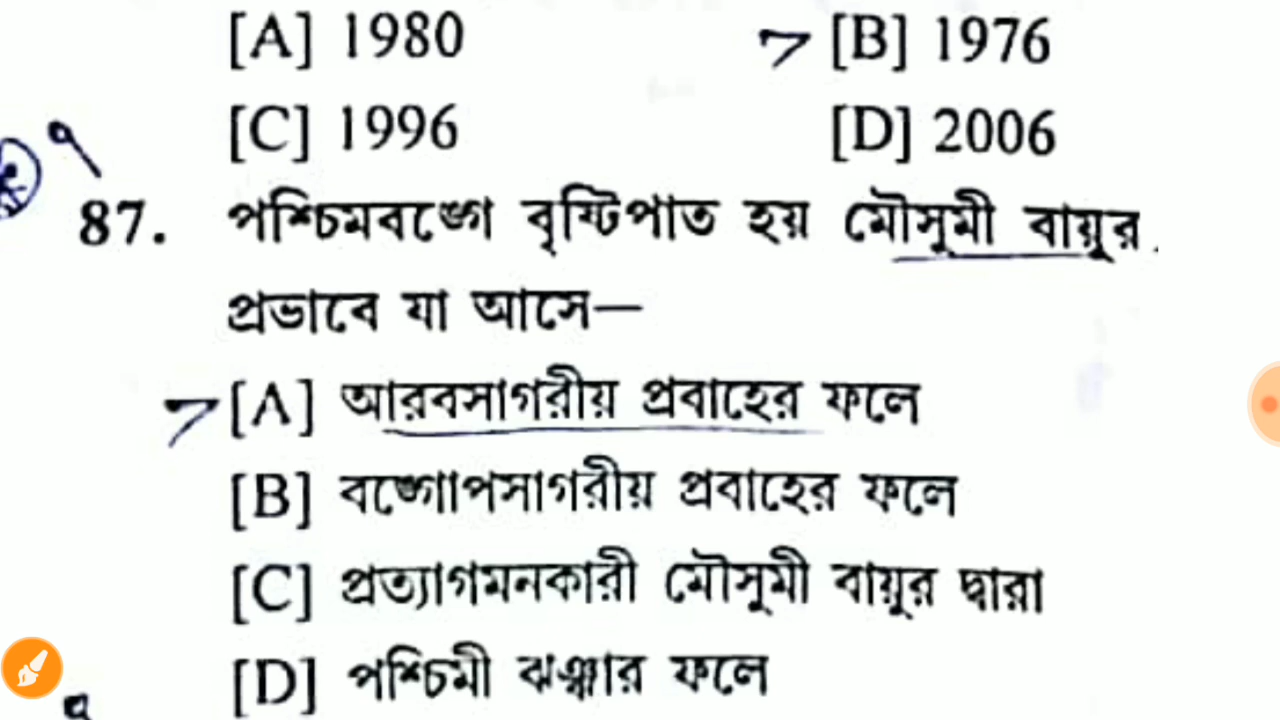 [A] 1980 [B] 1976
[C] 1996 [D] 2006
87. পশ্চিমবঙ্গে বৃষ্টিপাত হয় মৌসুমী বায়ুর
প্রভাবে যা আসে—
[A] আরবসাগরীয় প্রবাহের ফলে
[B] বঙ্গোপসাগরীয় প্রবাহের ফলে
[C] প্রত্যাগমনকারী মৌসুমী বায়ুর দ্বারা
[D] পশ্চিমী ঝঞ্ঝার ফলে